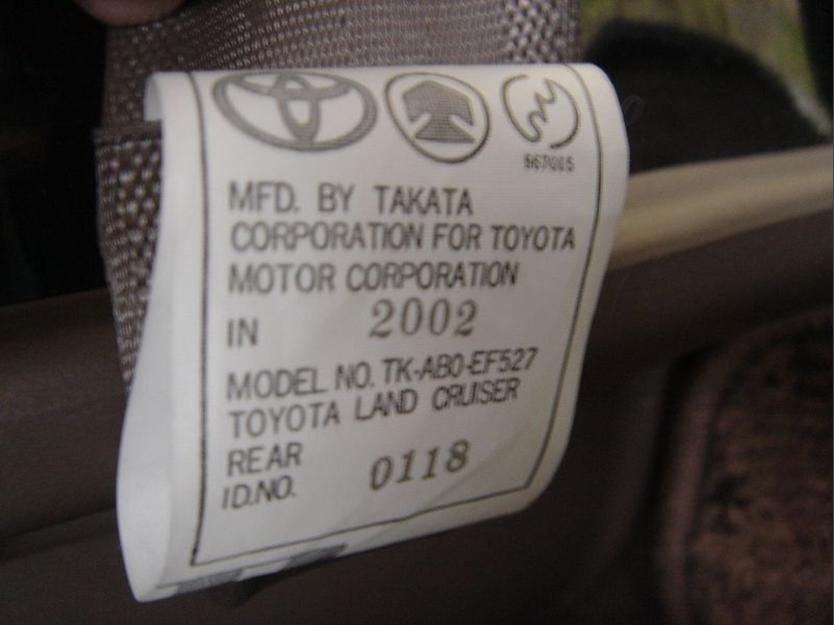 567005
MFD. BY TAKATA
CORPORATION FOR TOYOTA
MOTOR CORPORATION
IN 2002
MODEL NO. TK-AB0-EF527
TOYOTA LAND CRUISER
REAR
ID.NO. 0118